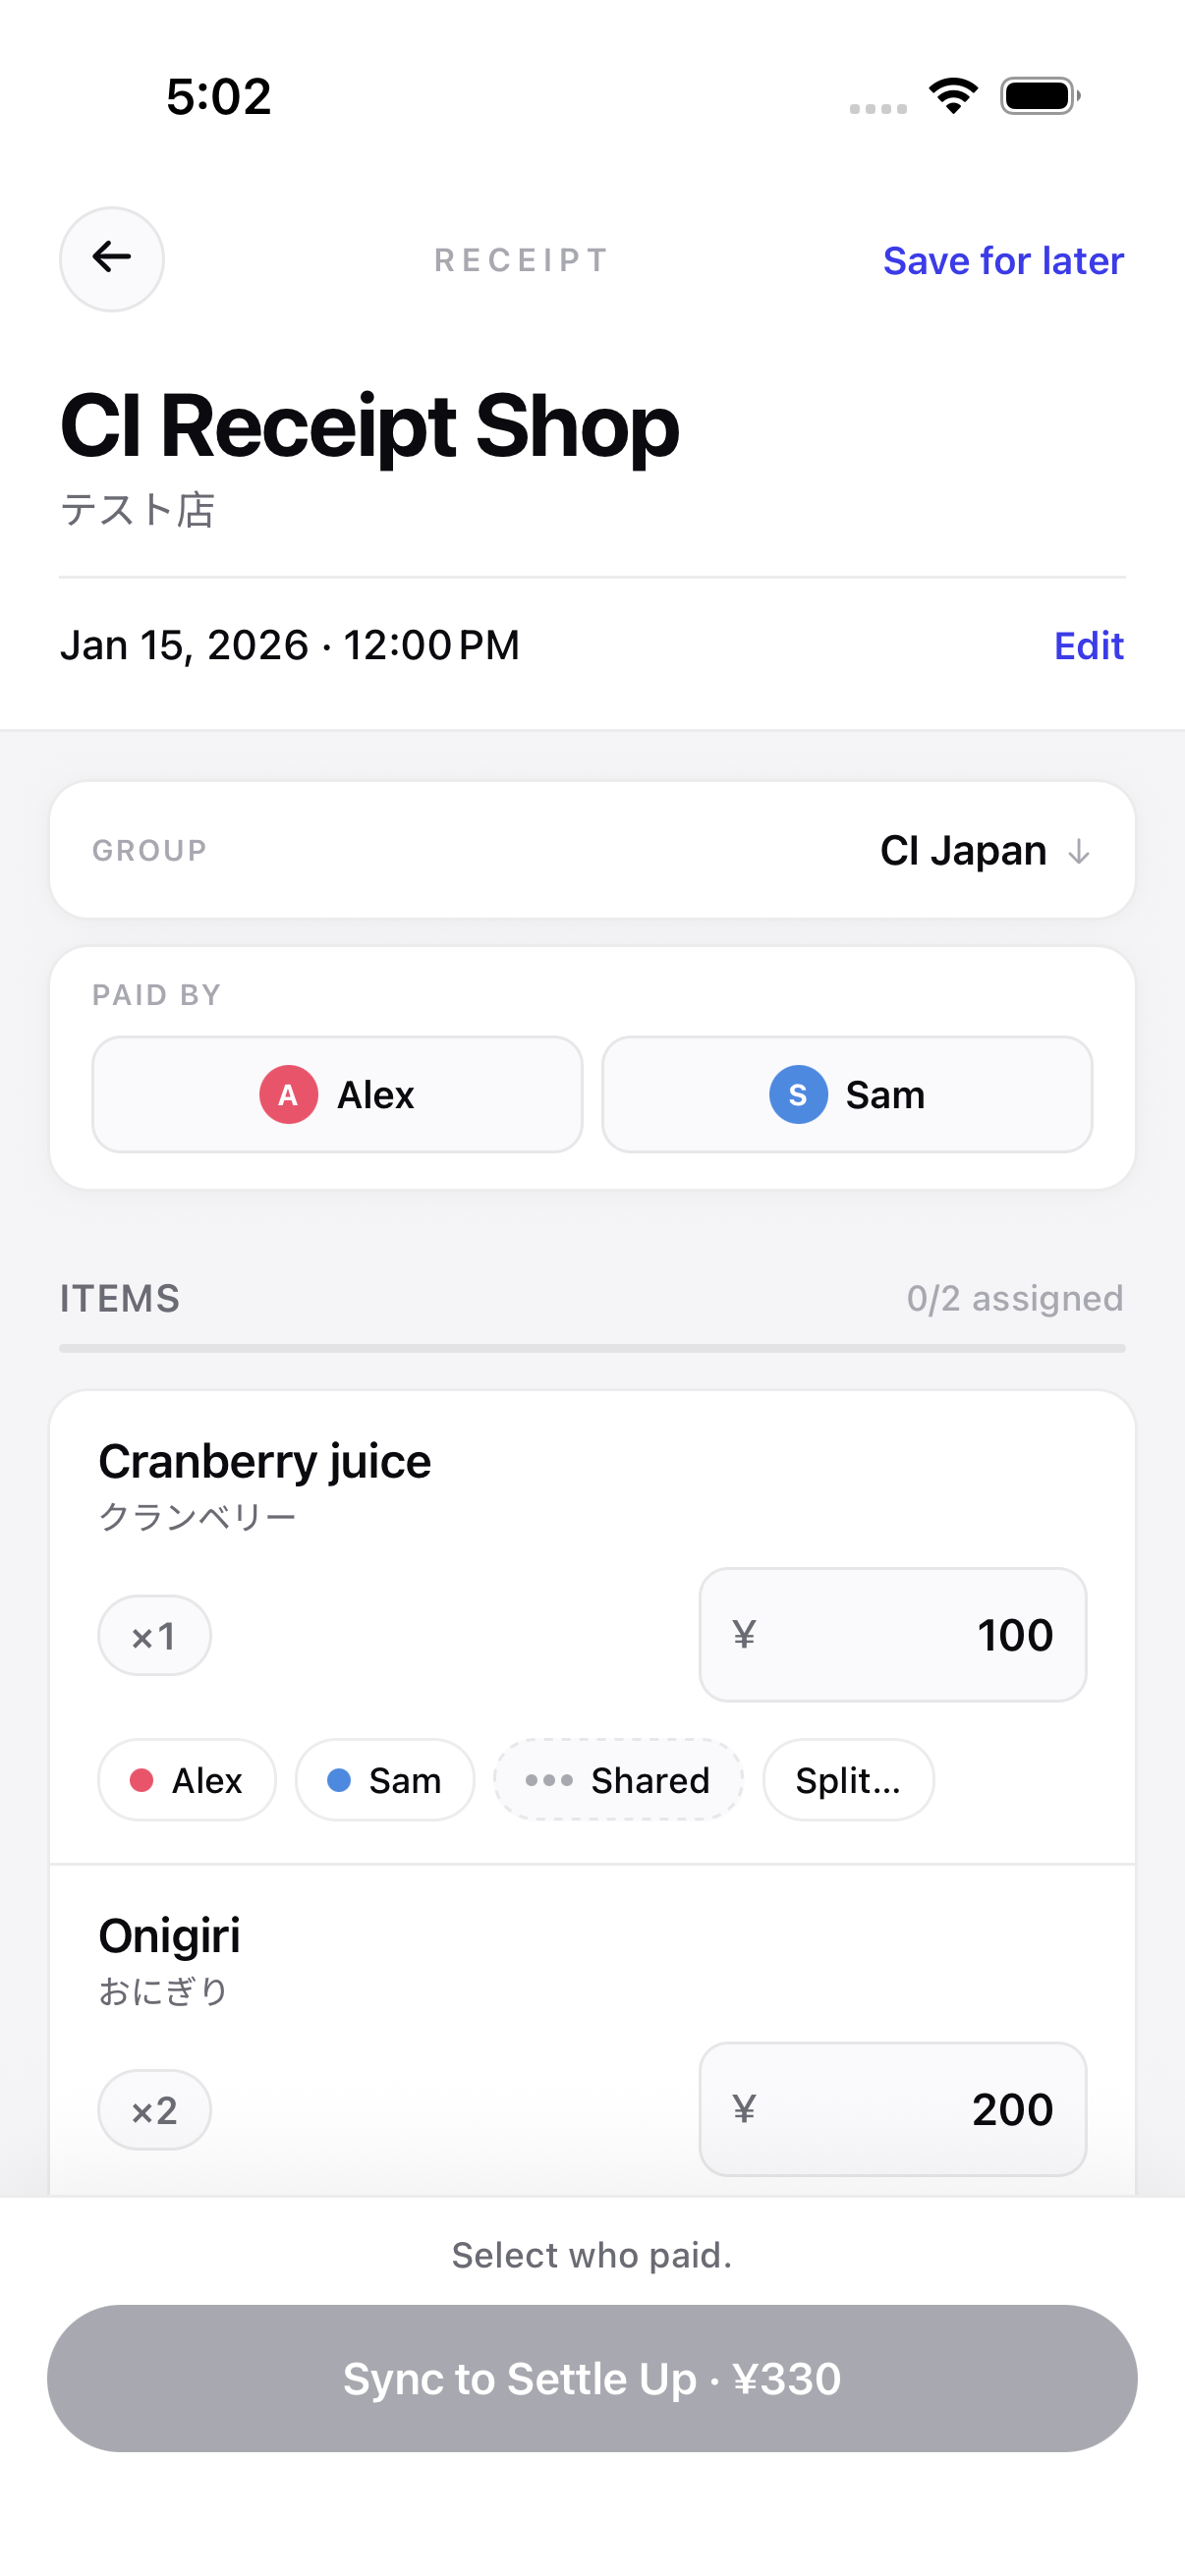 5:02
RECEIPT
Save for later
CI Receipt Shop
テスト店
Jan 15, 2026 · 12:00 PM
Edit
GROUP
CI Japan ↓
PAID BY
A Alex
S Sam
ITEMS
0/2 assigned
Cranberry juice
クランベリー
×1
¥ 100
Alex
Sam
Shared
Split...
Onigiri
おにぎり
×2
¥ 200
Select who paid.
Sync to Settle Up · ¥330